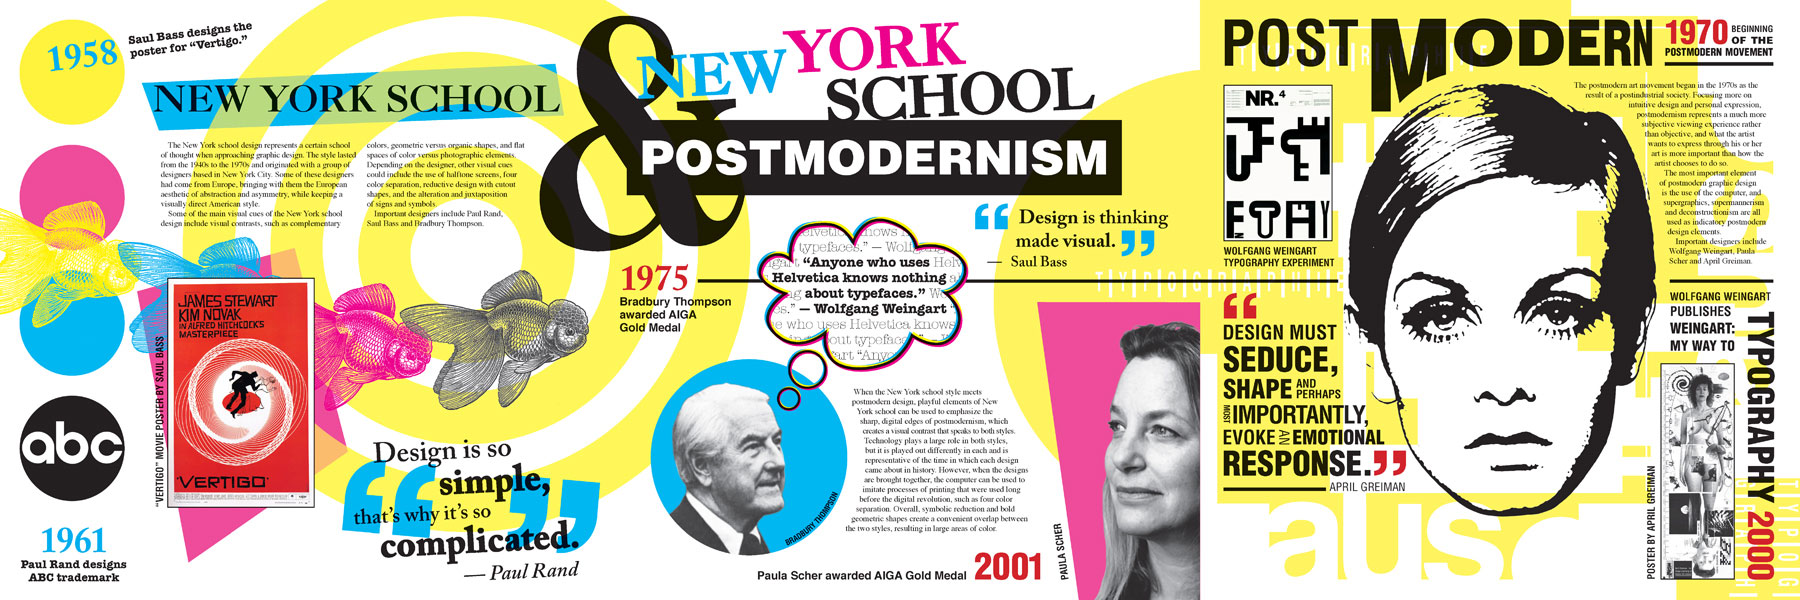 1958
Saul Bass designs the
poster for “Vertigo.”
NEW YORK SCHOOL
The New York school design represents a certain school
of thought when approaching graphic design. The style lasted
from the 1940s to the 1970s and originated with a group of
designers based in New York City. Some of these designers
had come from Europe, bringing with them the European
aesthetic of abstraction and asymmetry, while keeping a
visually direct American style.
Some of the main visual cues of the New York school
design include visual contrasts, such as complementary
colors, geometric versus organic shapes, and flat
spaces of color versus photographic elements.
Depending on the designer, other visual cues
could include the use of halftone screens, four
color separation, reductive design with cutout
shapes, and the alteration and juxtaposition
of signs and symbols.
Important designers include Paul Rand,
Saul Bass and Bradbury Thompson.
abc
1961
Paul Rand designs
ABC trademark
"VERTIGO" MOVIE POSTER BY SAUL BASS
JAMES STEWART
KIM NOVAK
IN ALFRED HITCHCOCK'S
MASTERPIECE
'VERTIGO'
“
Design is so
simple,
that’s why it’s so
complicated.
”
— Paul Rand
&
NEW YORK
SCHOOL
POSTMODERNISM
1975
Bradbury Thompson
awarded AIGA
Gold Medal
“Anyone who uses
Helvetica knows nothing
about typefaces.”
— Wolfgang Weingart
“ Design is thinking
made visual. ”
— Saul Bass
BRADBURY THOMPSON
When the New York school style meets
postmodern design, playful elements of New
York school can be used to emphasize the
sharp, digital edges of postmodernism, which
creates a visual contrast that speaks to both styles.
Technology plays a large role in both styles,
but it is played out differently in each and is
representative of the time in which each design
came about in history. However, when the designs
are brought together, the computer can be used to
imitate processes of printing that were used long
before the digital revolution, such as four color
separation. Overall, symbolic reduction and bold
geometric shapes create a convenient overlap between
the two styles, resulting in large areas of color.
Paula Scher awarded AIGA Gold Medal 2001
PAULA SCHER
TYPOGRAPHIE
POSTMODERN
1970 BEGINNING
OF THE
POSTMODERN MOVEMENT
The postmodern art movement began in the 1970s as the
result of a postindustrial society. Focusing more on
intuitive design and personal expression,
postmodernism represents a much more
subjective viewing experience rather
than objective, and what the artist
wants to express through his or her
art is more important than how the
artist chooses to do so.
The most important element
of postmodern graphic design
is the use of the computer, and
supergraphics, supermannerism
and deconstructionism are all
used as indicatory postmodern
design elements.
Important designers include
Wolfgang Weingart, Paula
Scher and April Greiman.
NR.4
WOLFGANG WEINGART
TYPOGRAPHY EXPERIMENT
“
DESIGN MUST
SEDUCE,
SHAPE AND
PERHAPS
MOST
IMPORTANTLY,
EVOKE AN EMOTIONAL
RESPONSE.”
APRIL GREIMAN
WOLFGANG WEINGART
PUBLISHES
WEINGART:
MY WAY TO
TYPOGRAPHY 2000
POSTER BY APRIL GREIMAN